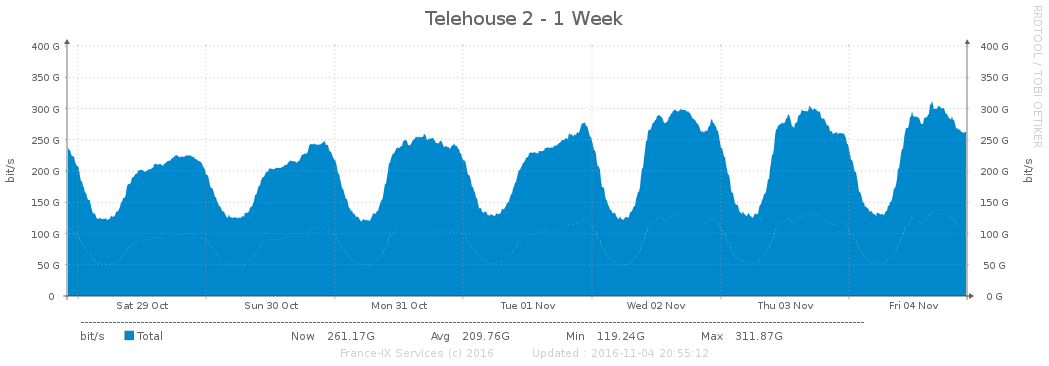 Telehouse 2 - 1 Week
RRDTOOL / TOBI OETIKER
400 G 400 G
350 G 350 G
300 G 300 G
250 G 250 G
200 G 200 G
150 G 150 G
100 G 100 G
50 G 50 G
0 0 G
bit/s bit/s
Sat 29 Oct Sun 30 Oct Mon 31 Oct Tue 01 Nov Wed 02 Nov Thu 03 Nov Fri 04 Nov
bit/s Total Now 261.17G Avg 209.76G Min 119.24G Max 311.87G
France-IX Services (c) 2016 Updated : 2016-11-04 20:55:12